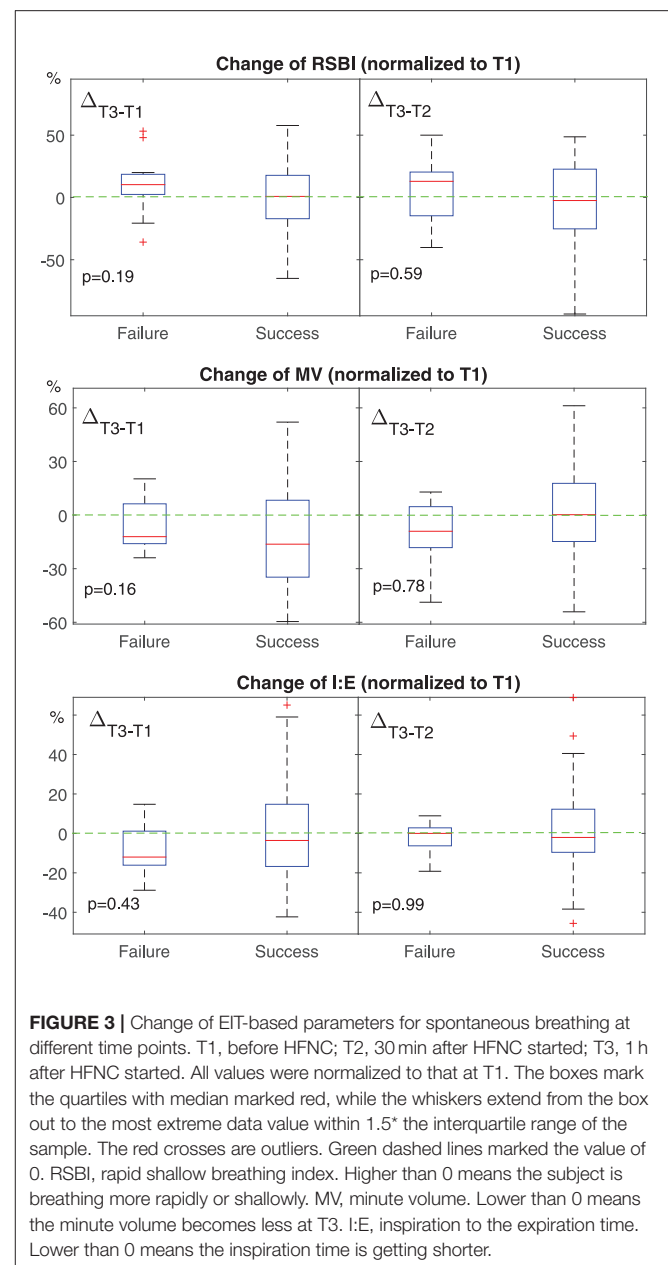 Change of RSBI (normalized to T1)
%
Δ T3-T1
Δ T3-T2
50
0
-50
p=0.19
p=0.59
Failure
Success
Failure
Success
Change of MV (normalized to T1)
%
Δ T3-T1
Δ T3-T2
60
30
0
-30
-60
p=0.16
p=0.78
Failure
Success
Failure
Success
Change of I:E (normalized to T1)
%
Δ T3-T1
Δ T3-T2
40
20
0
-20
-40
p=0.43
p=0.99
Failure
Success
Failure
Success
FIGURE 3 | Change of EIT-based parameters for spontaneous breathing at
different time points. T1, before HFNC; T2, 30 min after HFNC started; T3, 1 h
after HFNC started. All values were normalized to that at T1. The boxes mark
the quartiles with median marked red, while the whiskers extend from the box
out to the most extreme data value within 1.5* the interquartile range of the
sample. The red crosses are outliers. Green dashed lines marked the value of
0. RSBI, rapid shallow breathing index. Higher than 0 means the subject is
breathing more rapidly or shallowly. MV, minute volume. Lower than 0 means
the minute volume becomes less at T3. I:E, inspiration to the expiration time.
Lower than 0 means the inspiration time is getting shorter.